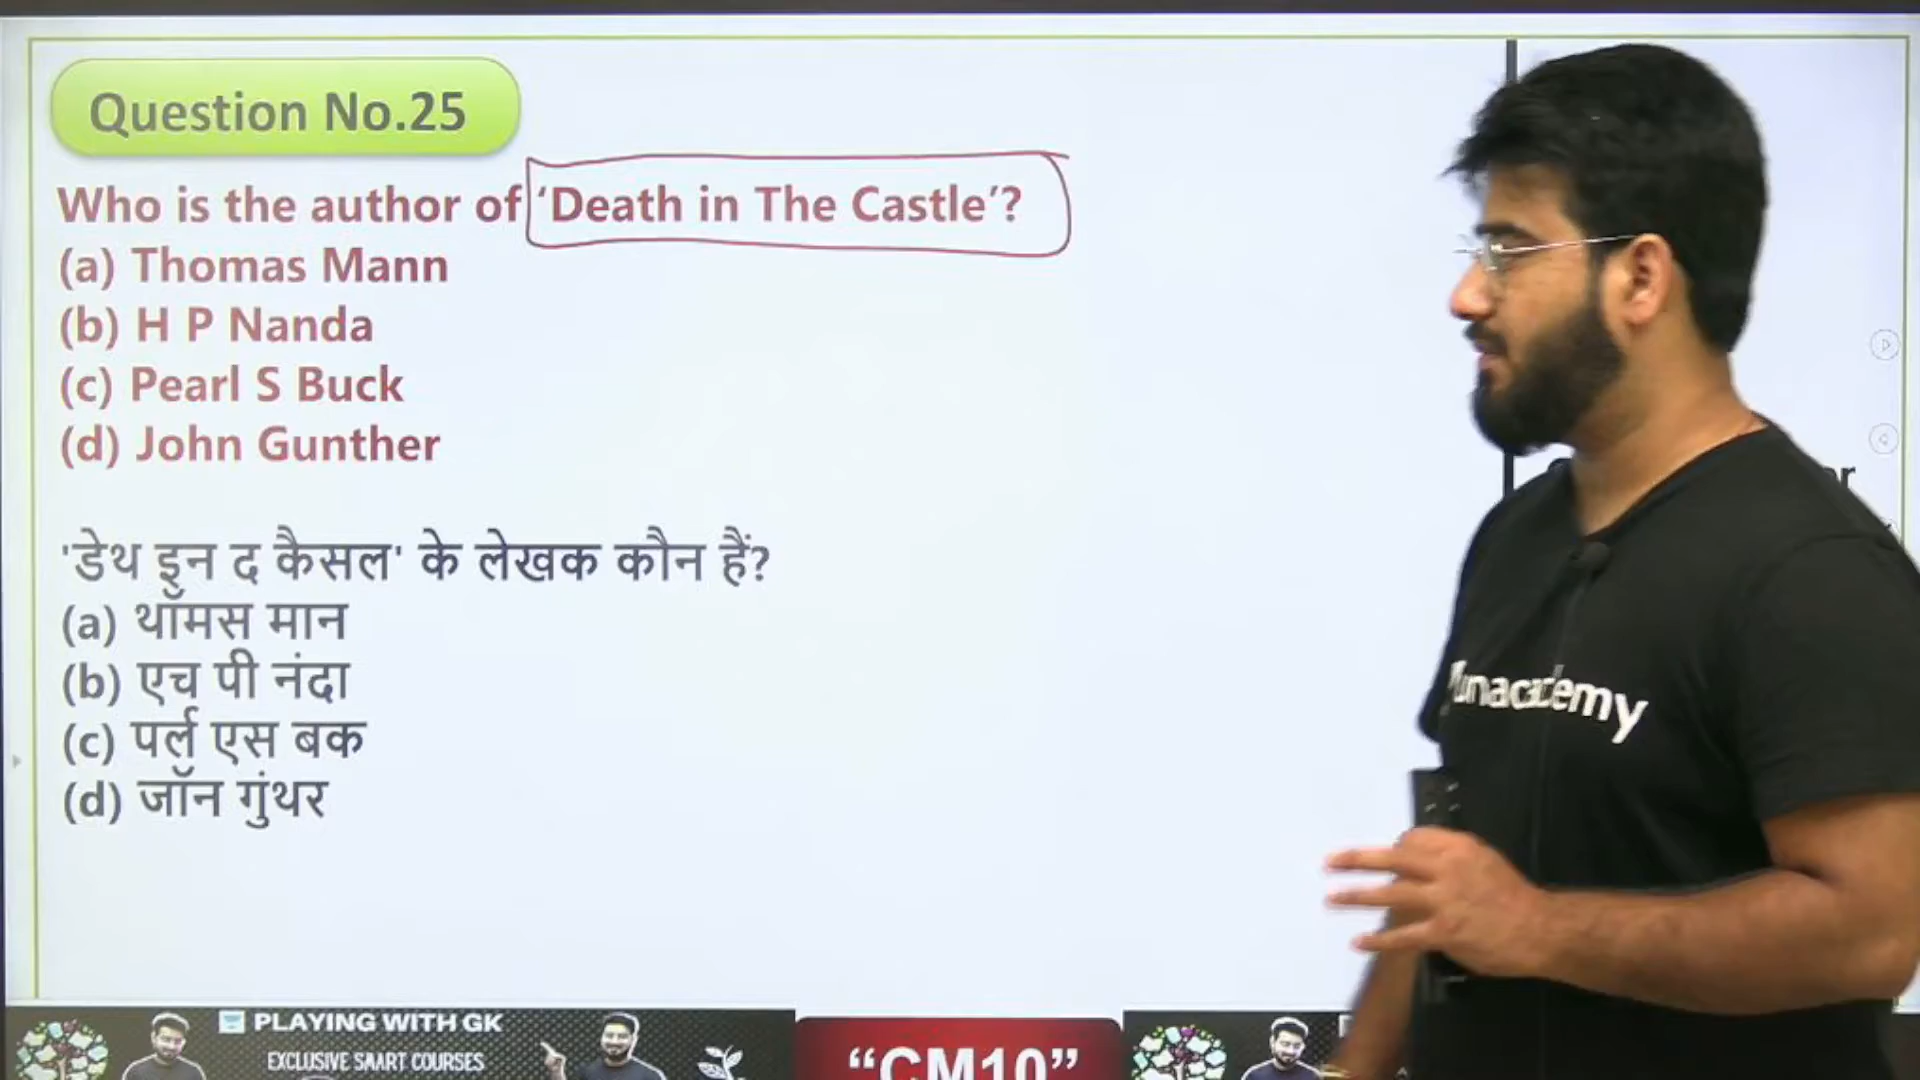 Question No.25
Who is the author of ‘Death in The Castle’?
(a) Thomas Mann
(b) H P Nanda
(c) Pearl S Buck
(d) John Gunther
'डेथ इन द कैसल' के लेखक कौन हैं?
(a) थॉमस मान
(b) एच पी नंदा
(c) पर्ल एस बक
(d) जॉन गुंथर
unacademy
PLAYING WITH GK
EXCLUSIVE SAART COURSES
“CM10”